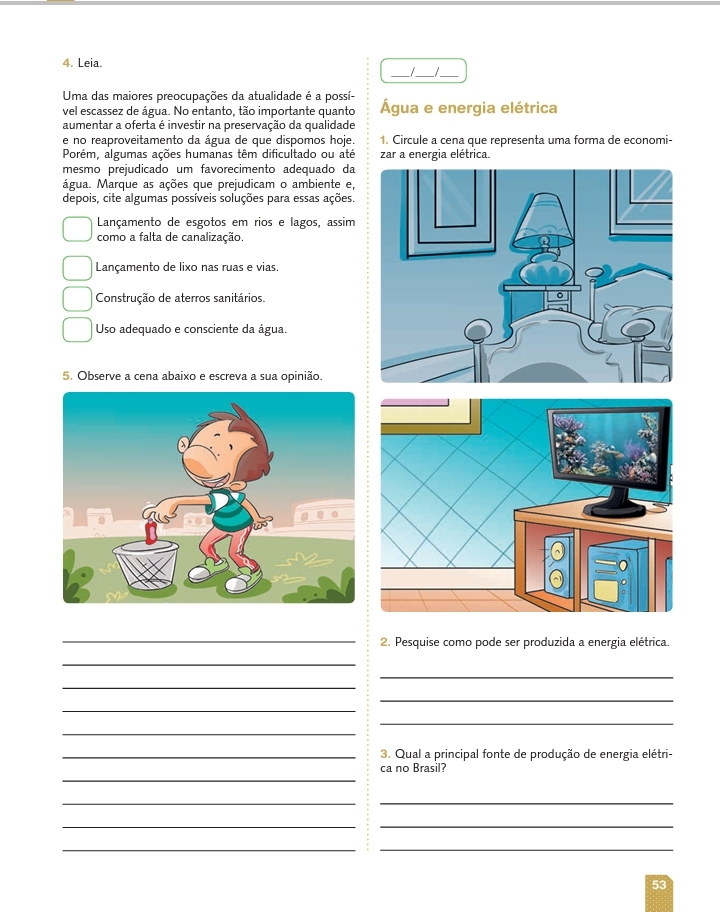 4. Leia.
Uma das maiores preocupações da atualidade é a possí-
vel escassez de água. No entanto, tão importante quanto
aumentar a oferta é investir na preservação da qualidade
e no reaproveitamento da água de que dispomos hoje.
Porém, algumas ações humanas têm dificultado ou até
mesmo prejudicado um favorecimento adequado da
água. Marque as ações que prejudicam o ambiente e,
depois, cite algumas possíveis soluções para essas ações.
Lançamento de esgotos em rios e lagos, assim
como a falta de canalização.
Lançamento de lixo nas ruas e vias.
Construção de aterros sanitários.
Uso adequado e consciente da água.
5. Observe a cena abaixo e escreva a sua opinião.
___/___/___
Água e energia elétrica
1. Circule a cena que representa uma forma de economi-
zar a energia elétrica.
2. Pesquise como pode ser produzida a energia elétrica.
3. Qual a principal fonte de produção de energia elétri-
ca no Brasil?
53